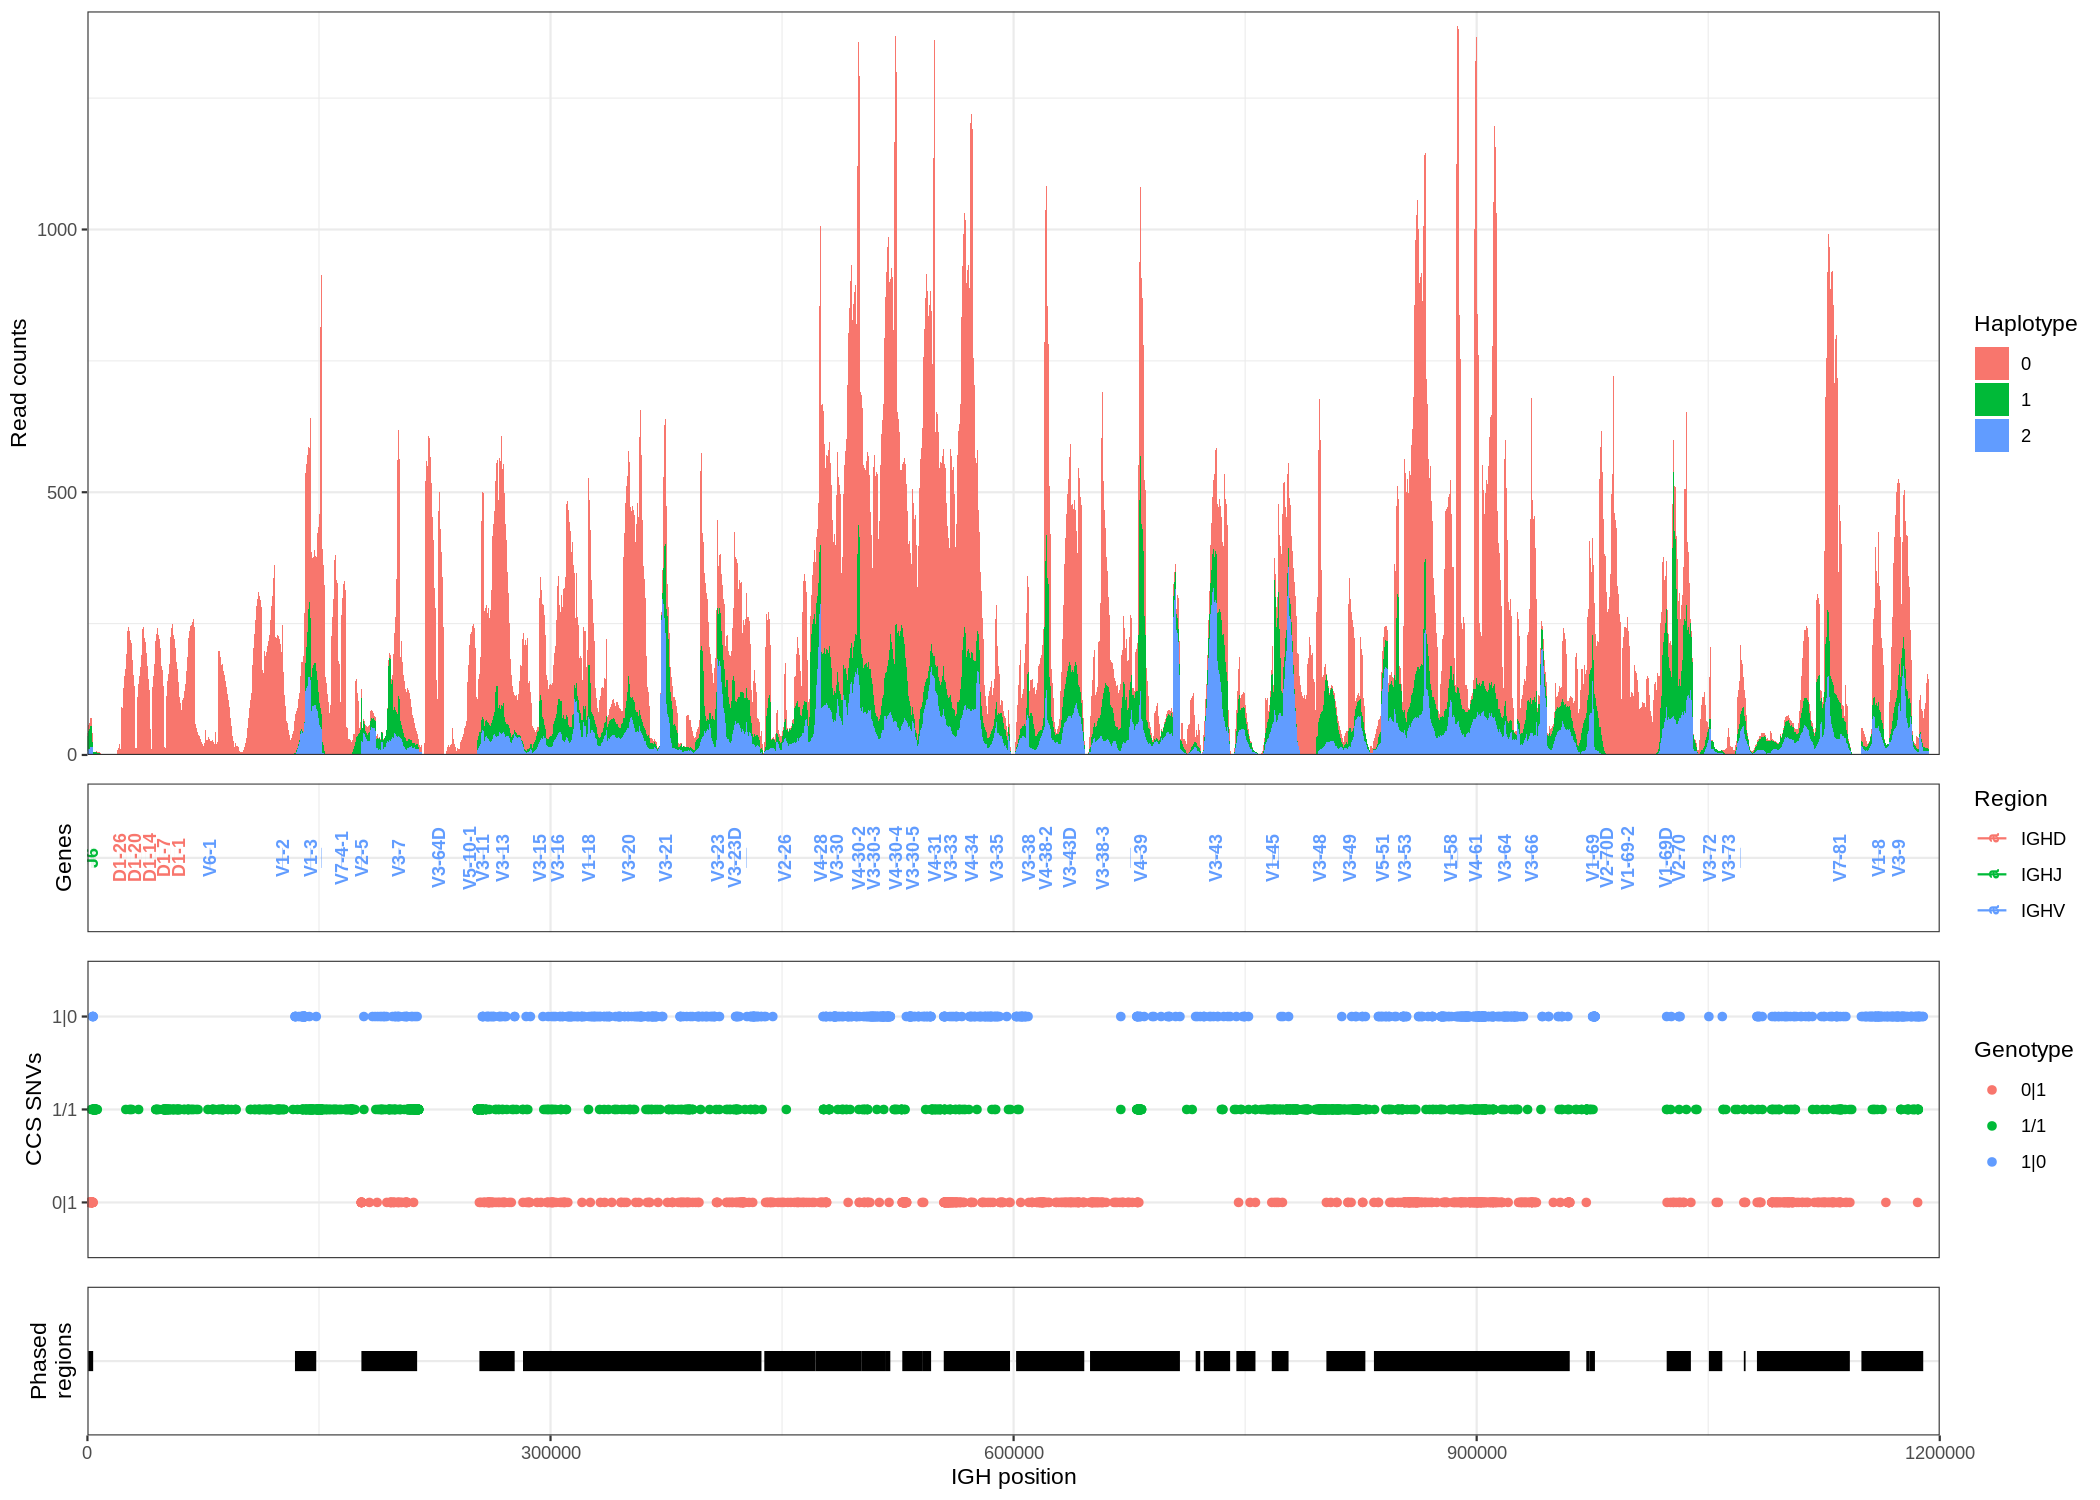 Read counts
1000
500
0
Haplotype
0
1
2
Genes
J6
D1-26
D1-20
D1-14
D1-7
D1-1
V6-1
V1-2
V1-3
V7-4-1
V2-5
V3-7
V3-64D
V5-10-1
V3-11
V3-13
V3-15
V3-16
V1-18
V3-20
V3-21
V3-23
V3-23D
V2-26
V4-28
V3-30
V4-30-2
V3-30-3
V4-30-4
V3-30-5
V4-31
V3-33
V4-34
V3-35
V3-38
V4-38-2
V3-43D
V3-38-3
V4-39
V3-43
V1-45
V3-48
V3-49
V5-51
V3-53
V1-58
V4-61
V3-64
V3-66
V1-69
V2-70D
V1-69-2
V1-69D
V2-70
V3-72
V3-73
V7-81
V1-8
V3-9
Region
IGHD
IGHJ
IGHV
CCS SNVs
1|0
1/1
0|1
Genotype
0|1
1/1
1|0
Phased
regions
0
300000
600000
900000
1200000
IGH position